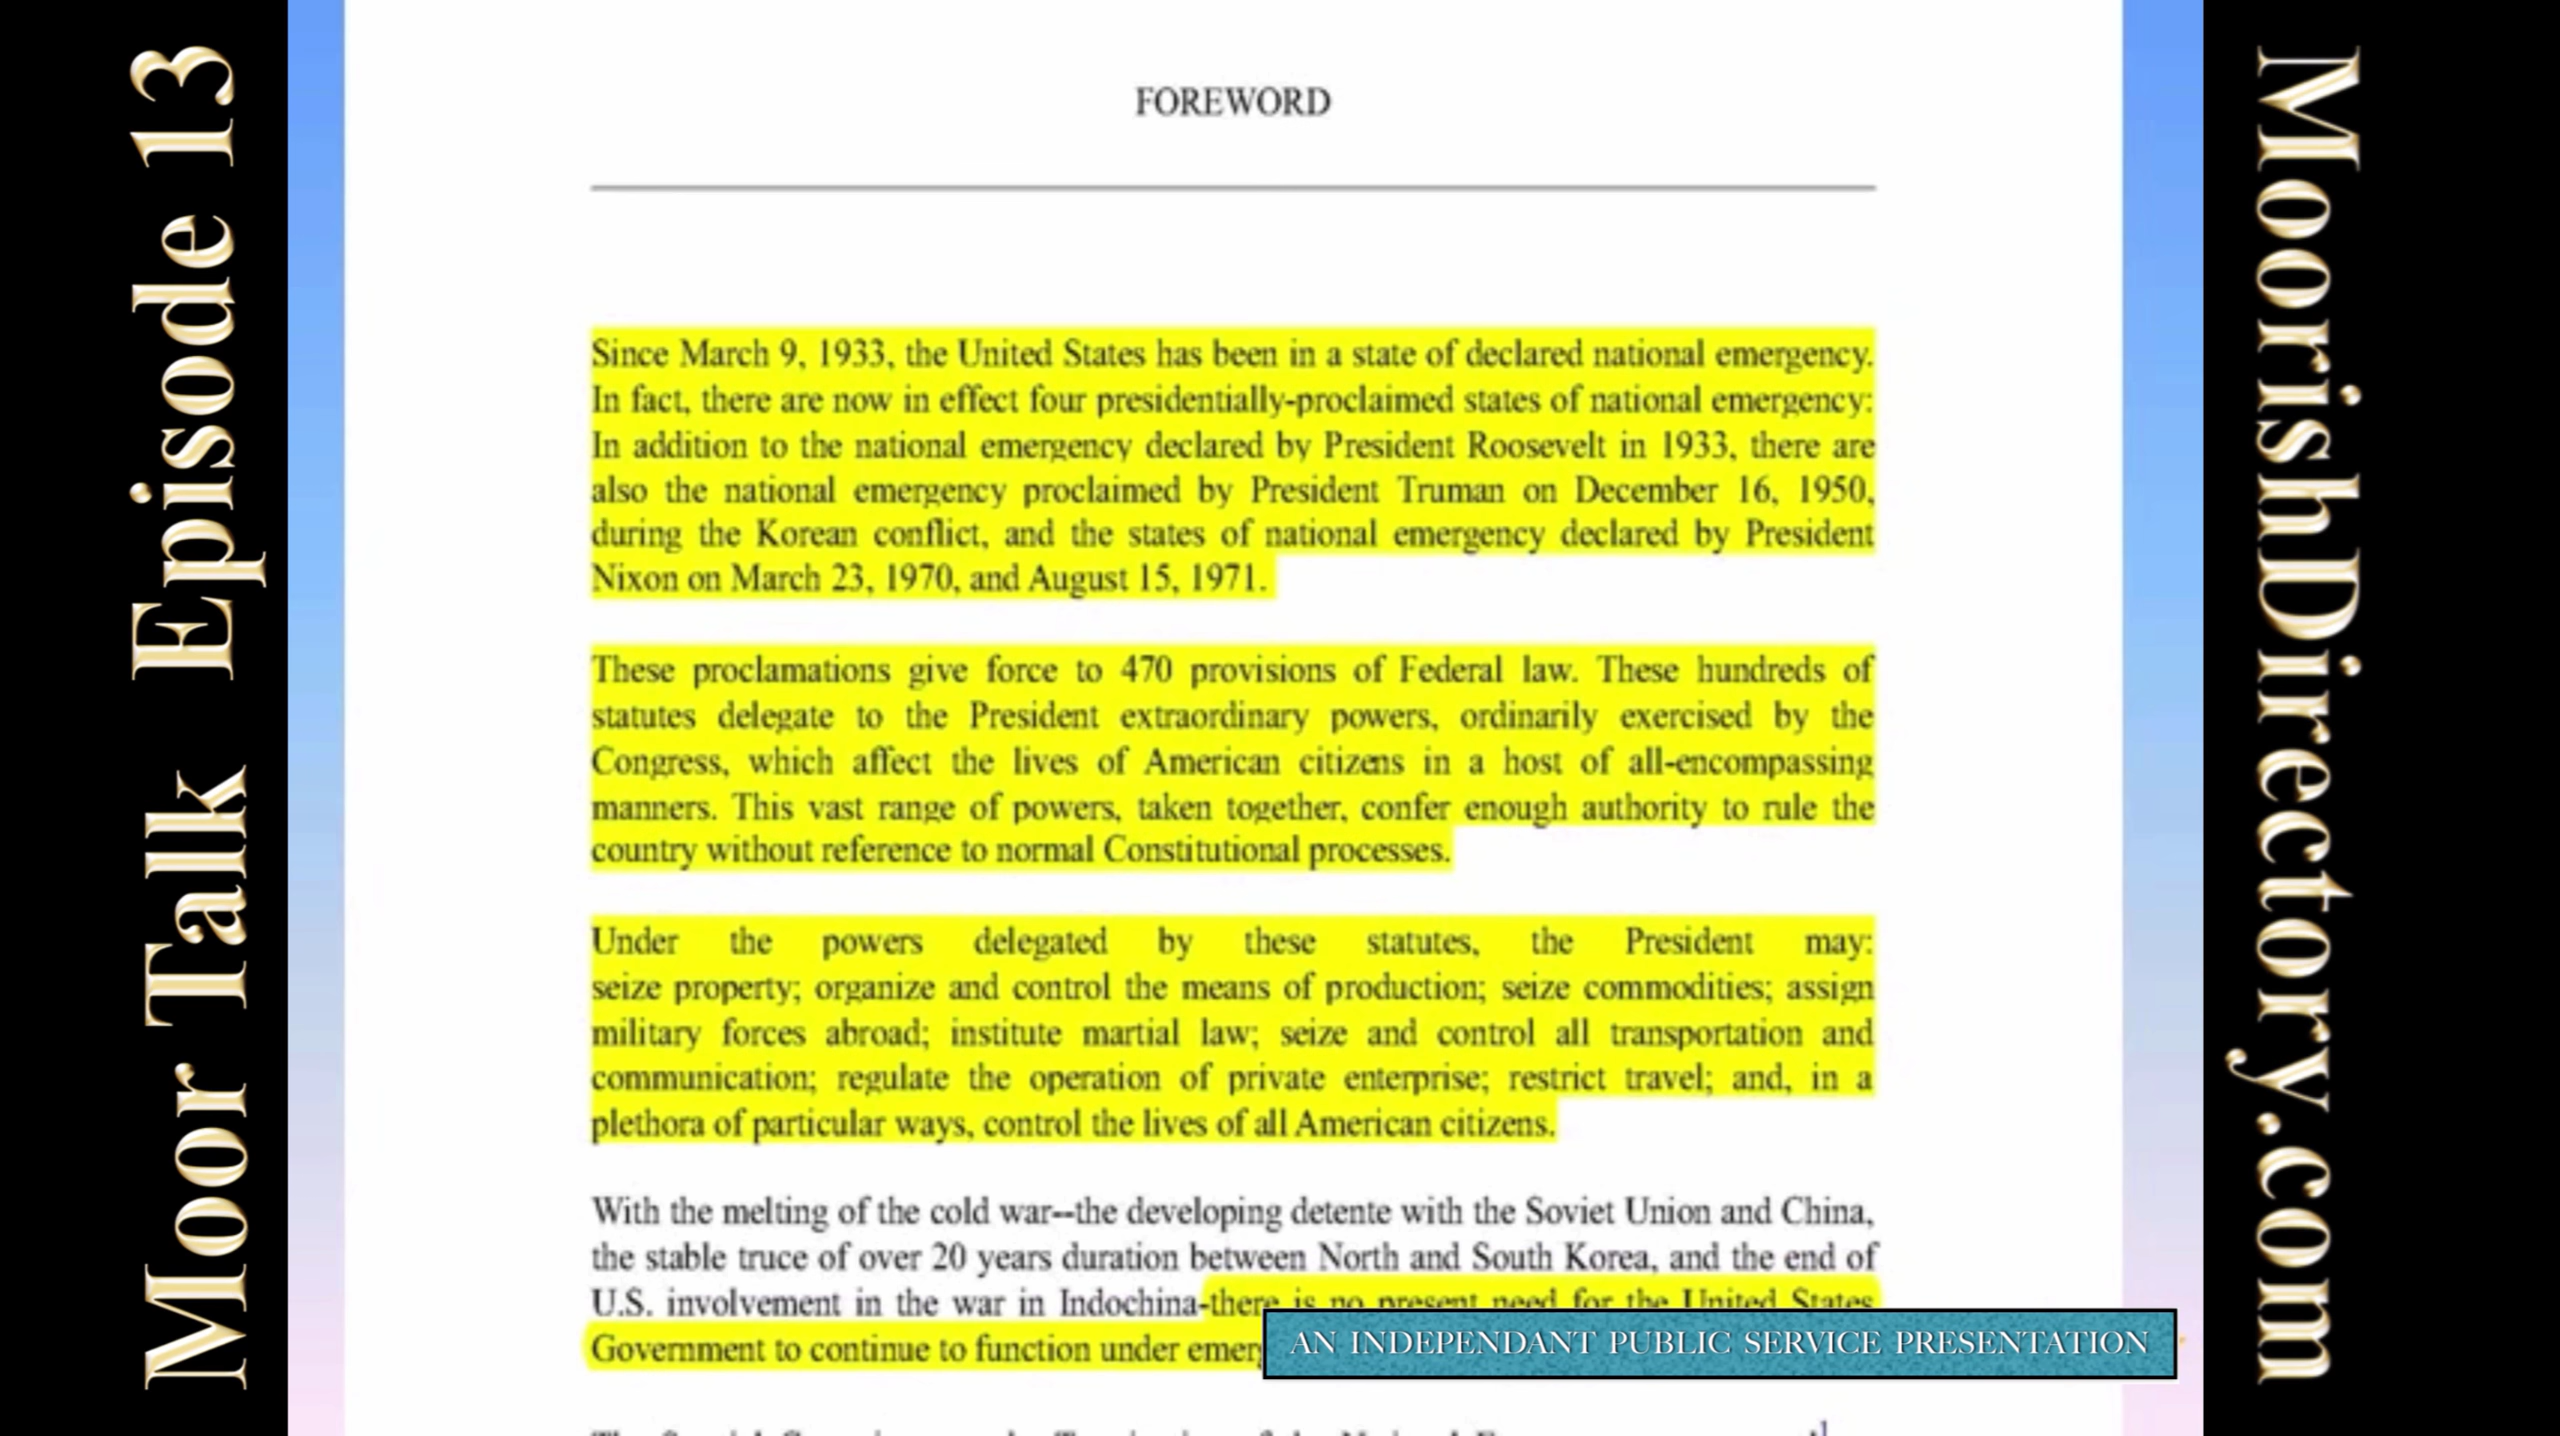 Moor Talk Episode 13
FOREWORD
Since March 9, 1933, the United States has been in a state of declared national emergency.
In fact, there are now in effect four presidentially-proclaimed states of national emergency:
In addition to the national emergency declared by President Roosevelt in 1933, there are
also the national emergency proclaimed by President Truman on December 16, 1950,
during the Korean conflict, and the states of national emergency declared by President
Nixon on March 23, 1970, and August 15, 1971.
These proclamations give force to 470 provisions of Federal law. These hundreds of
statutes delegate to the President extraordinary powers, ordinarily exercised by the
Congress, which affect the lives of American citizens in a host of all-encompassing
manners. This vast range of powers, taken together, confer enough authority to rule the
country without reference to normal Constitutional processes.
Under the powers delegated by these statutes, the President may:
seize property; organize and control the means of production; seize commodities; assign
military forces abroad; institute martial law; seize and control all transportation and
communication; regulate the operation of private enterprise; restrict travel; and, in a
plethora of particular ways, control the lives of all American citizens.
With the melting of the cold war--the developing detente with the Soviet Union and China,
the stable truce of over 20 years duration between North and South Korea, and the end of
U.S. involvement in the war in Indochina-there is no present need for the United States
Government to continue to function under emer
AN INDEPENDANT PUBLIC SERVICE PRESENTATION
MoorishDirectory.com